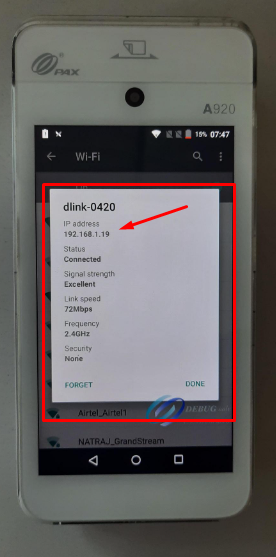 PAX
A920
15% 07:47
Wi-Fi
dlink-0420
IP address
192.168.1.19
Status
Connected
Signal strength
Excellent
Link speed
72Mbps
Frequency
2.4GHz
Security
None
FORGET
DONE
Airtel_Airtel1
DEBUG
NATRAJ_GrandStream